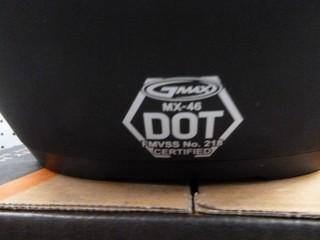 GMAX
MX-46
DOT
FMVSS No. 218
CERTIFIED